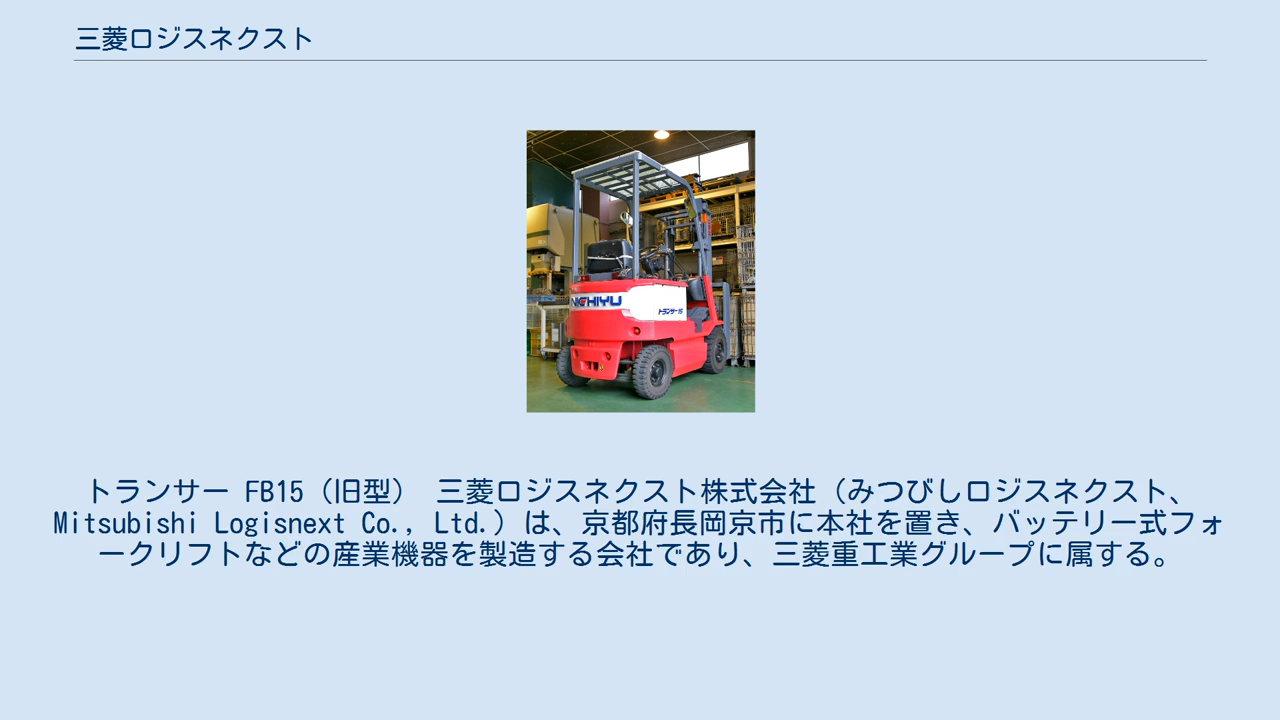 三菱ロジスネクスト
NICHIYU
トランサー15
トランサー FB15（旧型） 三菱ロジスネクスト株式会社（みつびしロジスネクスト、
Mitsubishi Logisnext Co., Ltd.）は、京都府長岡京市に本社を置き、バッテリー式フォ
ークリフトなどの産業機器を製造する会社であり、三菱重工業グループに属する。